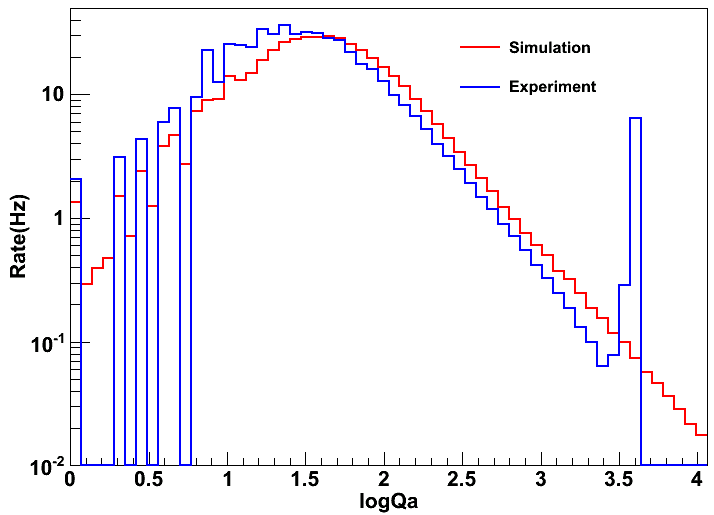 Simulation
Experiment
Rate(Hz)
10
1
10^-1
10^-2
0 0.5 1 1.5 2 2.5 3 3.5 4
logQa